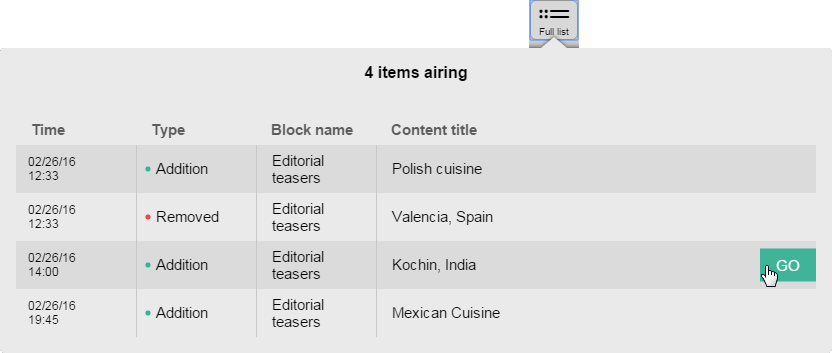 Full list
4 items airing
Time Type Block name Content title
02/26/16
12:33
Addition
Editorial
teasers
Polish cuisine
02/26/16
12:33
Removed
Editorial
teasers
Valencia, Spain
02/26/16
14:00
Addition
Editorial
teasers
Kochin, India
GO
02/26/16
19:45
Addition
Editorial
teasers
Mexican Cuisine